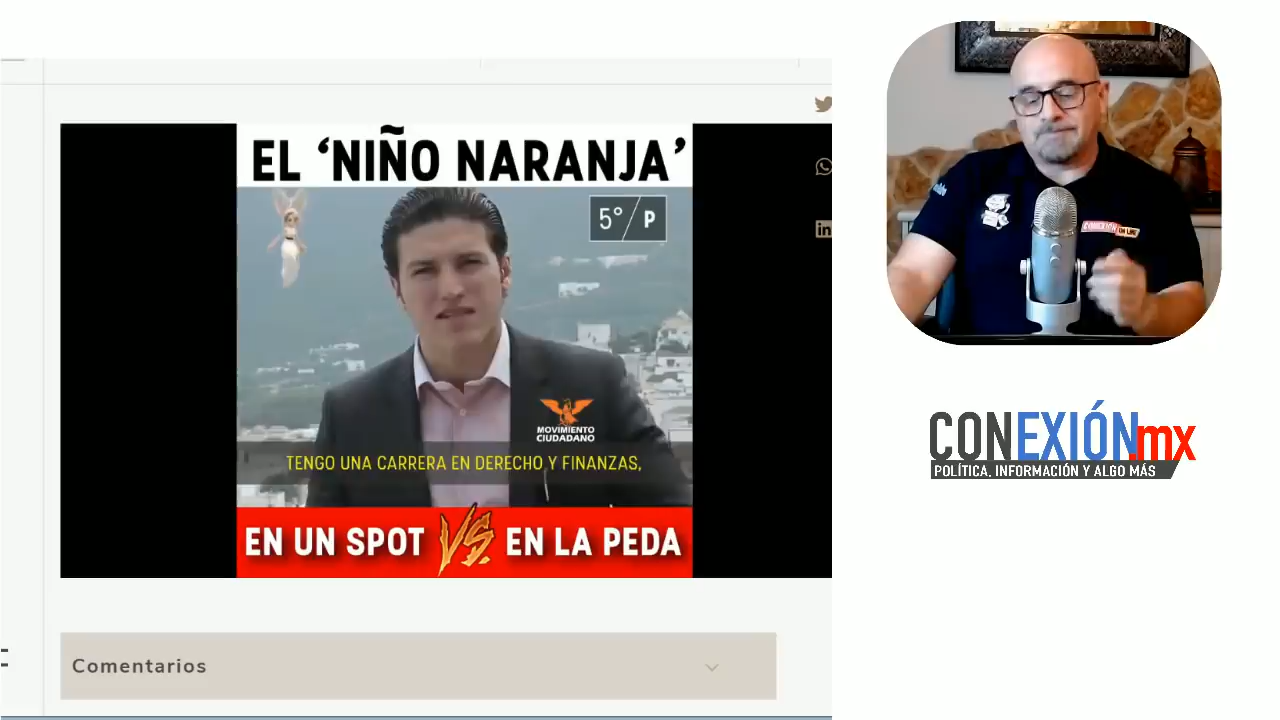 EL ‘NIÑO NARANJA’
5°/P
MOVIMIENTO
CIUDADANO
TENGO UNA CARRERA EN DERECHO Y FINANZAS,
EN UN SPOT VS. EN LA PEDA
Comentarios
CONEXIÓN.mx
POLÍTICA, INFORMACIÓN Y ALGO MÁS